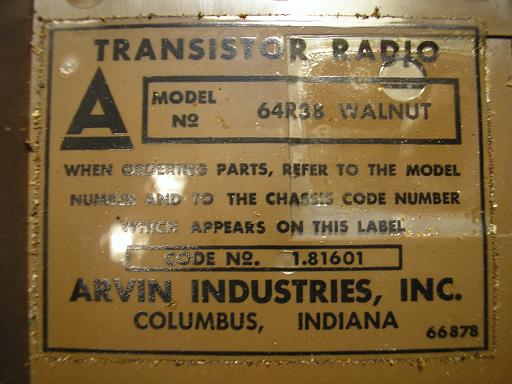 TRANSISTOR RADIO
A
MODEL Nº 64R38 WALNUT
WHEN ORDERING PARTS, REFER TO THE MODEL
NUMBER AND TO THE CHASSIS CODE NUMBER
WHICH APPEARS ON THIS LABEL
CODE Nº. 1.81601
ARVIN INDUSTRIES, INC.
COLUMBUS, INDIANA
66878